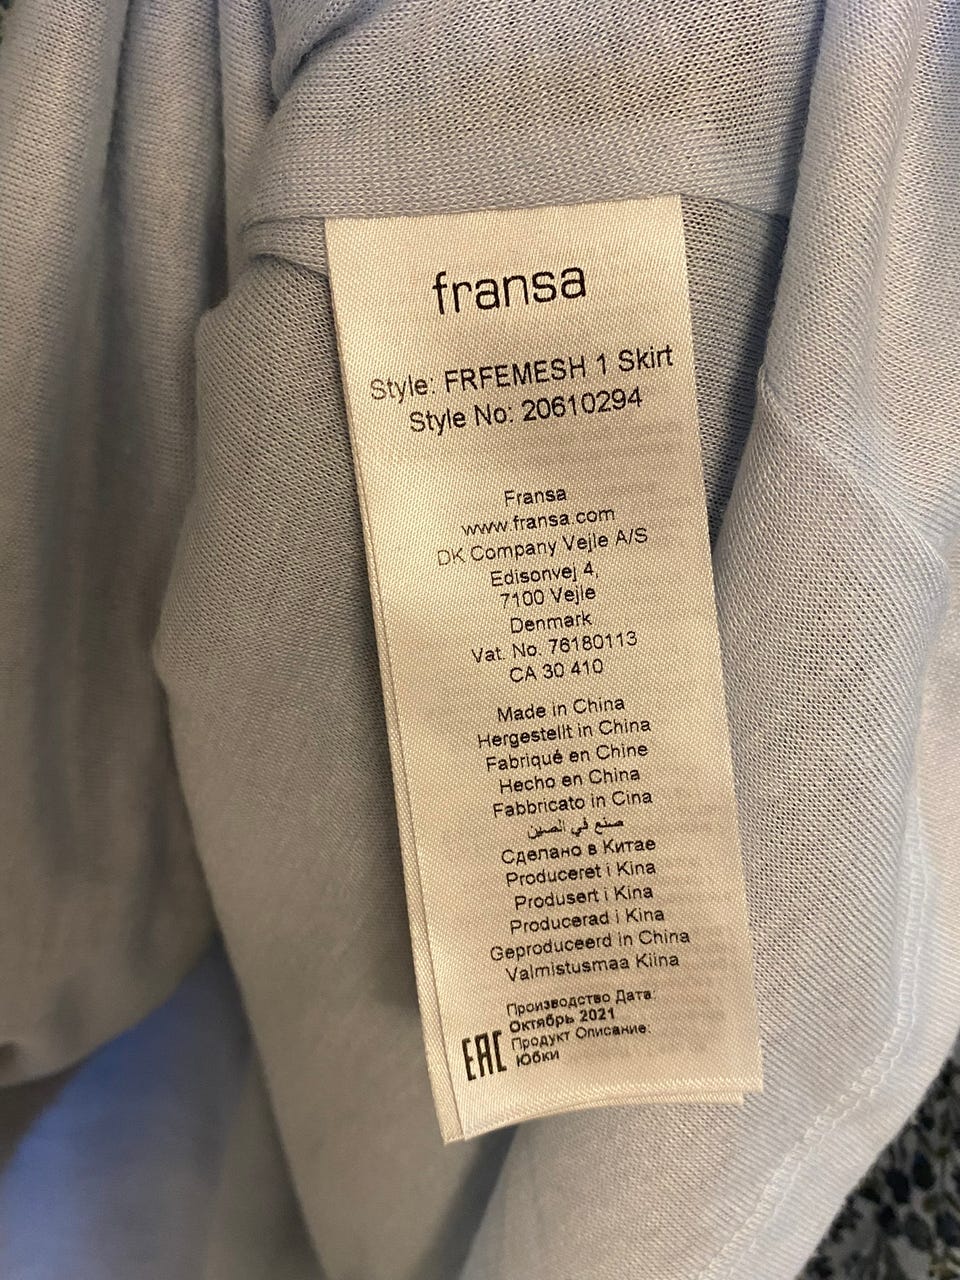 fransa
Style: FRFEMESH 1 Skirt
Style No: 20610294
Fransa
www.fransa.com
DK Company Vejle A/S
Edisonvej 4,
7100 Vejle
Denmark
Vat. No. 76180113
CA 30 410
Made in China
Hergestellt in China
Fabriqué en Chine
Hecho en China
Fabbricato in Cina
صنع في الصين
Сделано в Китае
Produceret i Kina
Produsert i Kina
Producerad i Kina
Geproduceerd in China
Valmistusmaa Kiina
Производство Дата:
Октябрь 2021
Продукт Описание:
Юбки
EAC